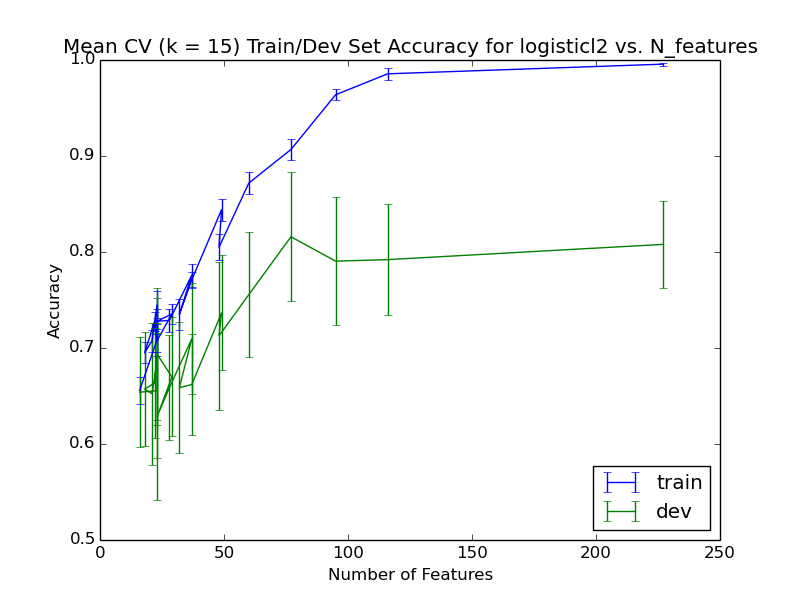 Mean CV (k = 15) Train/Dev Set Accuracy for logisticl2 vs. N_features
1.0
0.9
0.8
0.7
0.6
0.5
Accuracy
train
dev
0 50 100 150 200 250
Number of Features